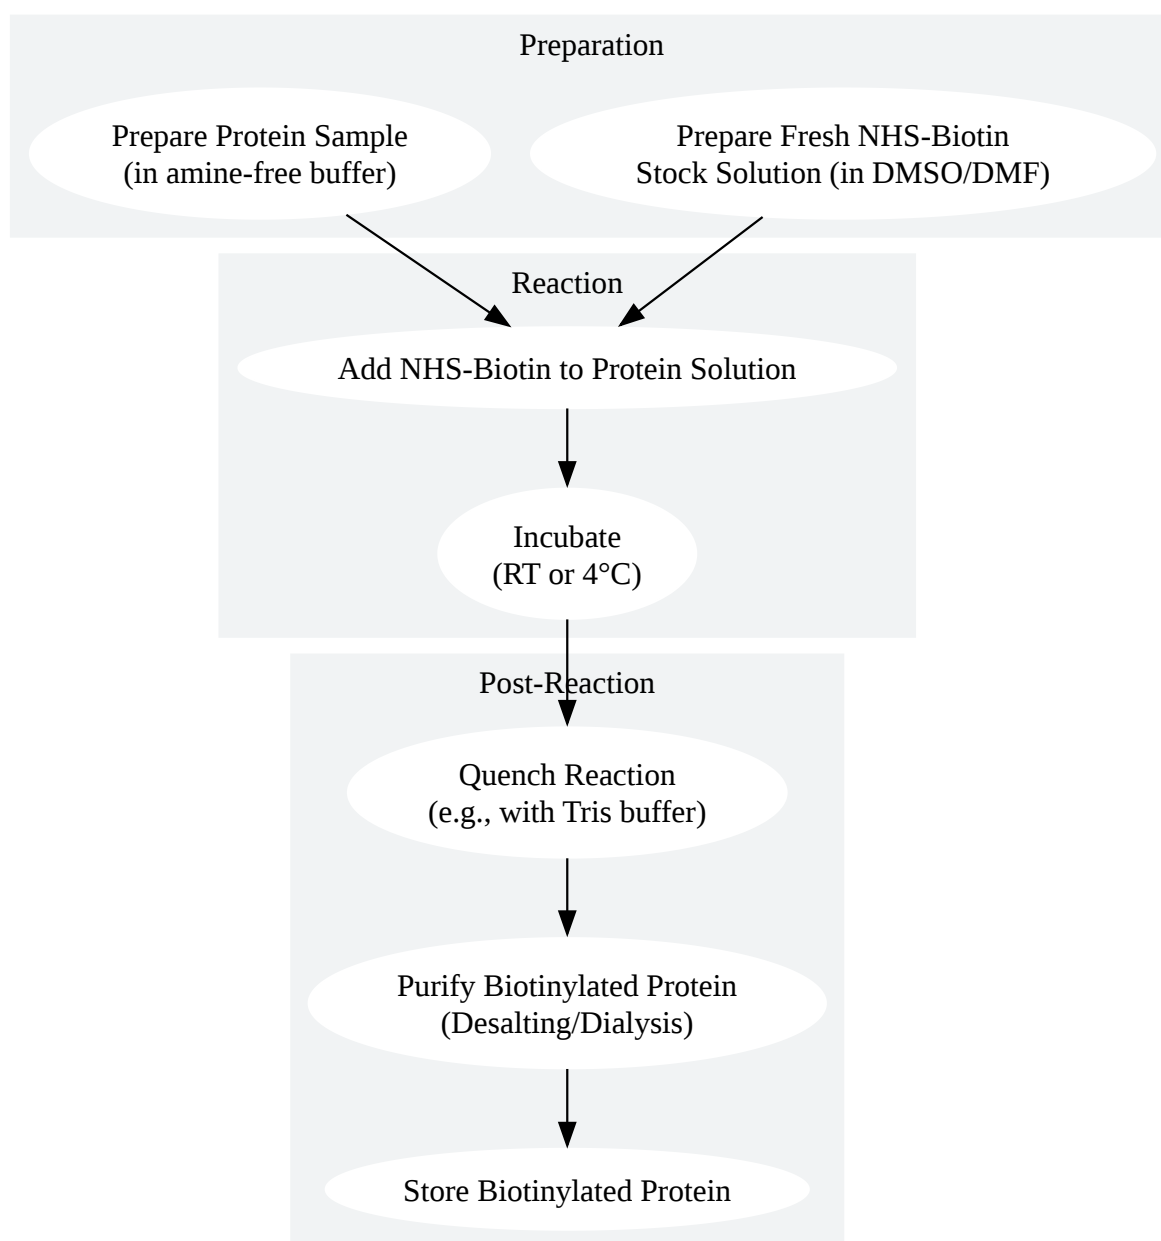 Preparation
Prepare Protein Sample
(in amine-free buffer)
Prepare Fresh NHS-Biotin
Stock Solution (in DMSO/DMF)
Reaction
Add NHS-Biotin to Protein Solution
Incubate
(RT or 4°C)
Post-Reaction
Quench Reaction
(e.g., with Tris buffer)
Purify Biotinylated Protein
(Desalting/Dialysis)
Store Biotinylated Protein